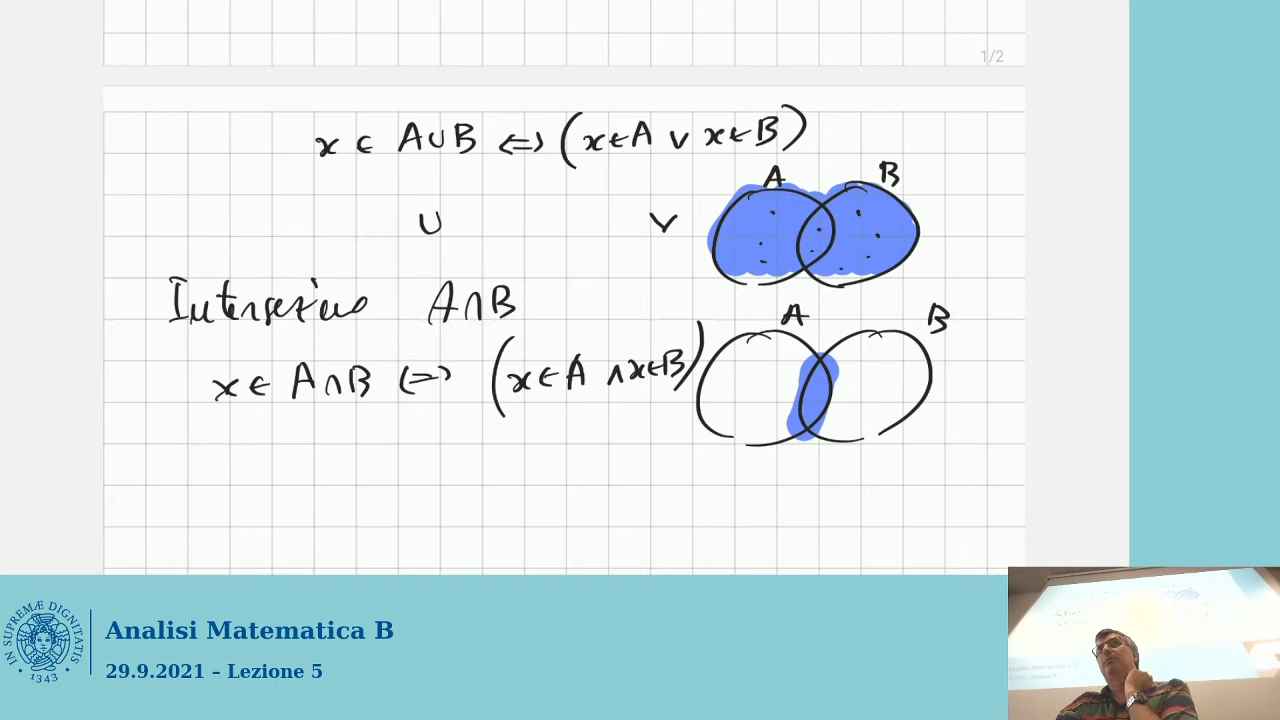 1/2
x ∈ A∪B ⇔ (x∈A ∨ x∈B)
A B
∪ ∨
Intersezione A∩B
A B
x ∈ A∩B ⇔ (x∈A ∧ x∈B)
IN SUPREMÆ DIGNITATIS
1343
Analisi Matematica B
29.9.2021 – Lezione 5